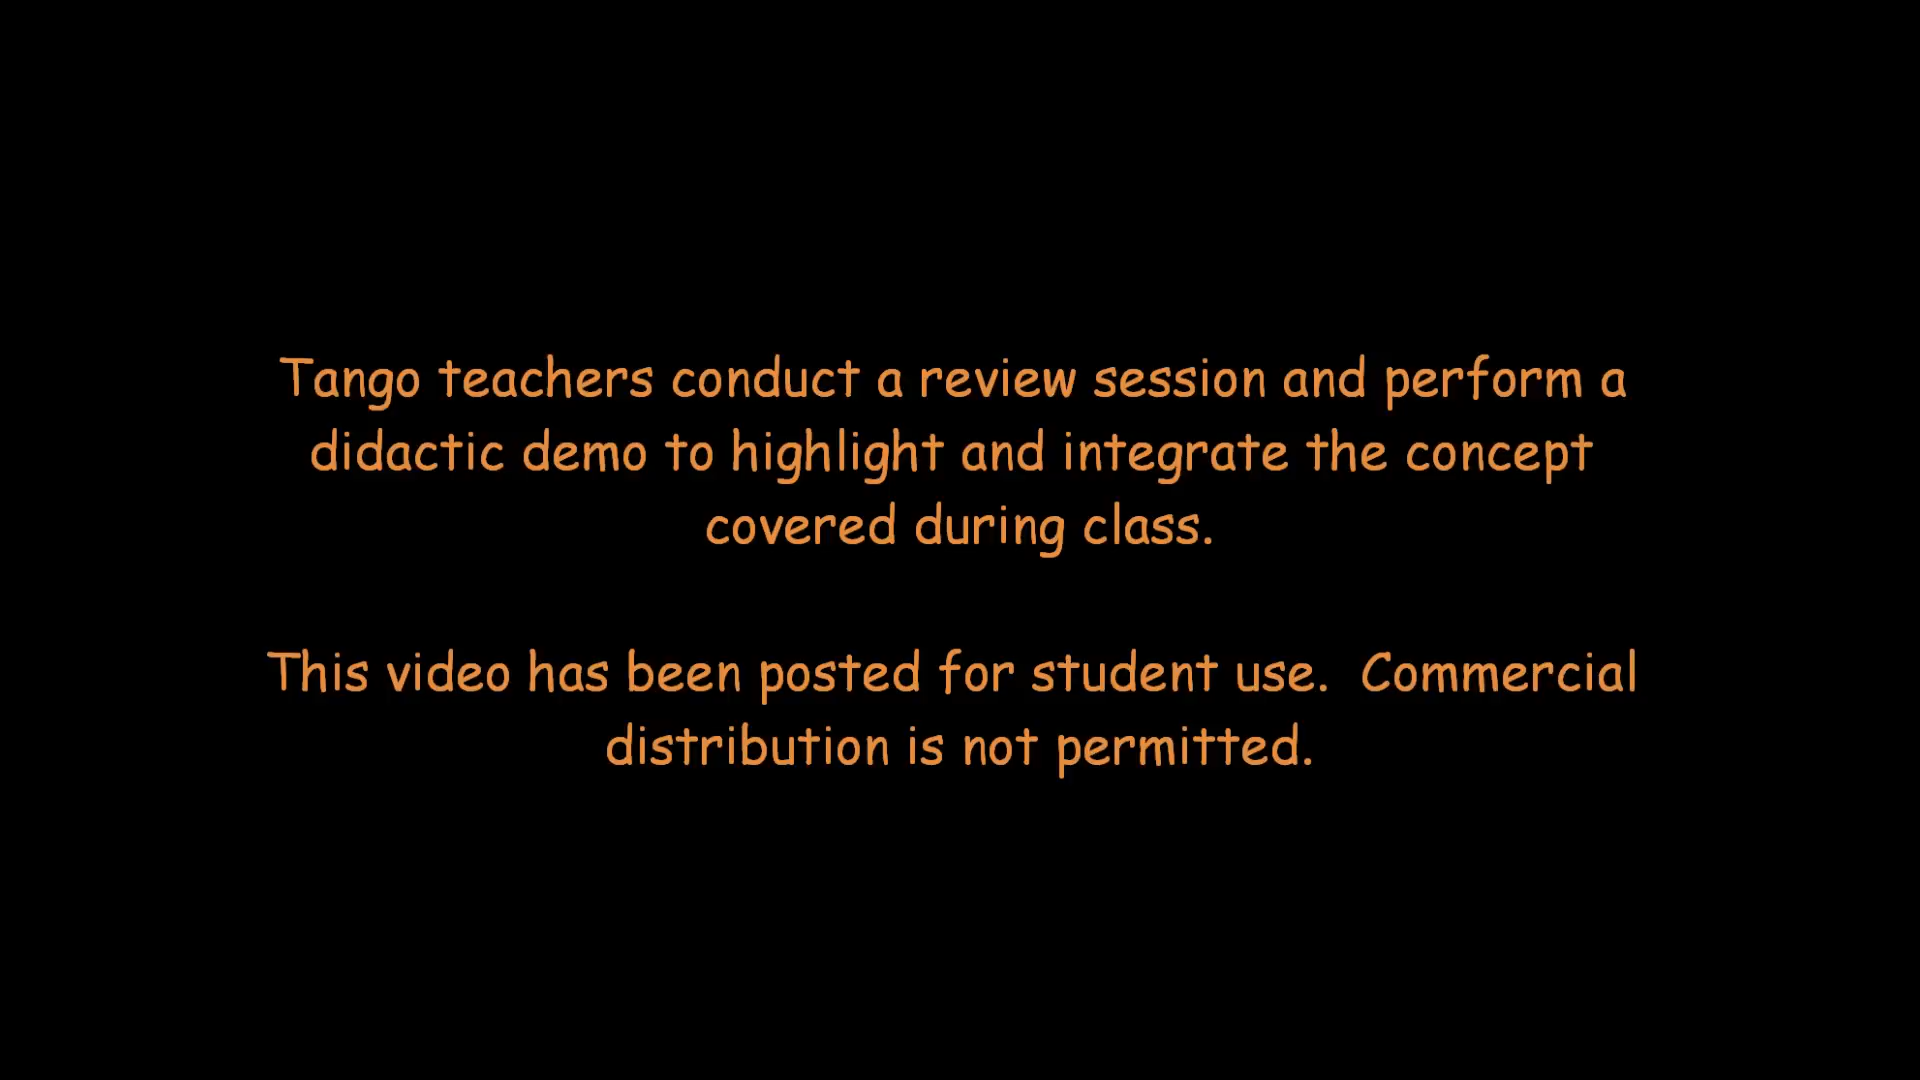 Tango teachers conduct a review session and perform a
didactic demo to highlight and integrate the concept
covered during class.
This video has been posted for student use.  Commercial
distribution is not permitted.